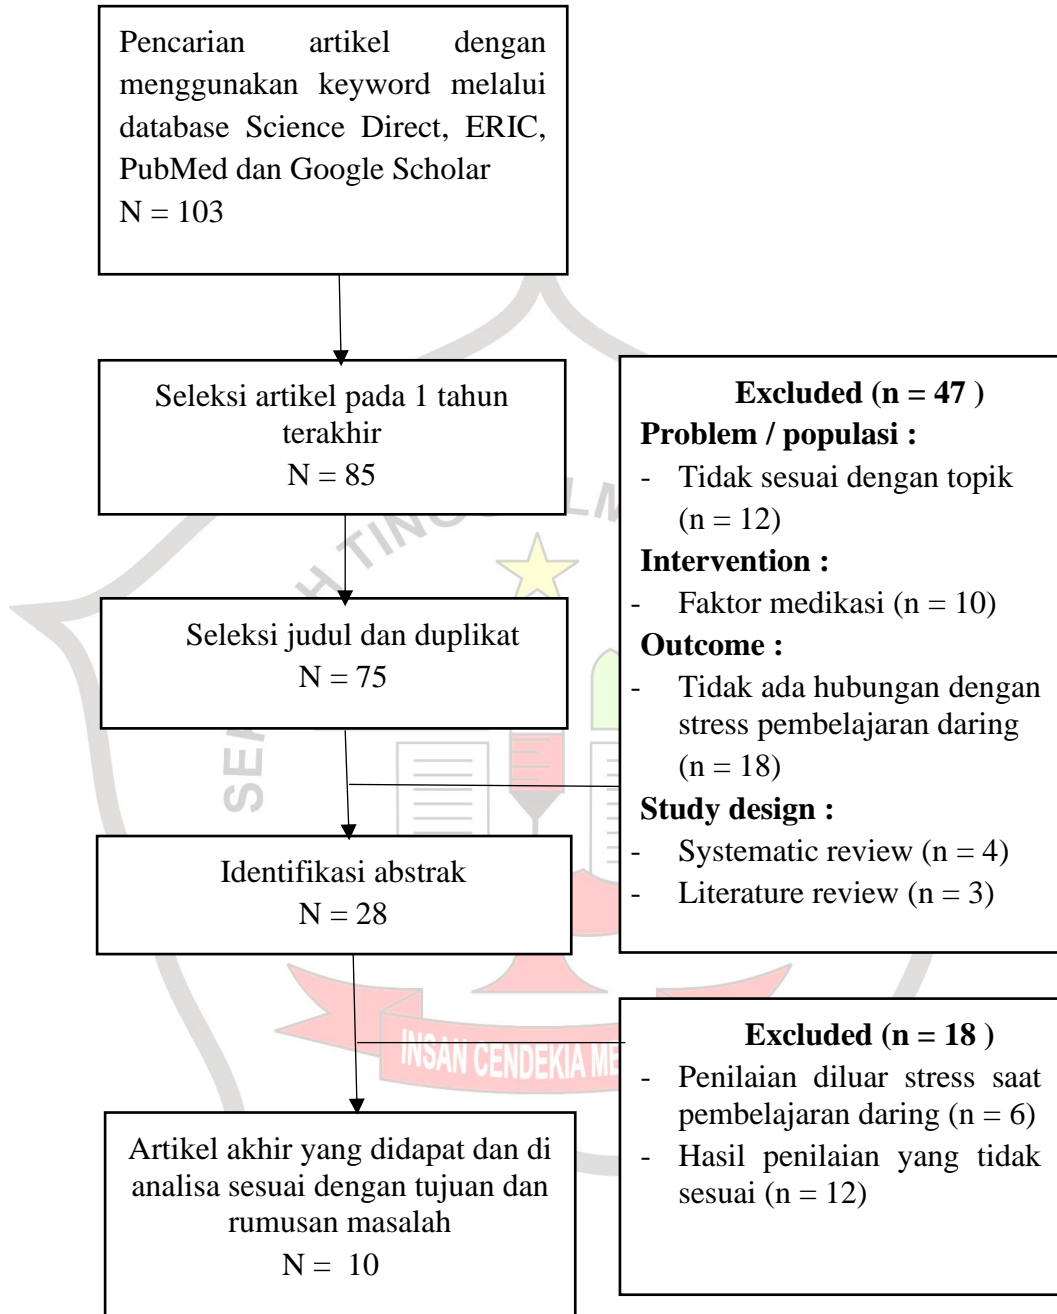 Pencarian artikel dengan
menggunakan keyword melalui
database Science Direct, ERIC,
PubMed dan Google Scholar
N = 103
Seleksi artikel pada 1 tahun
terakhir
N = 85
Seleksi judul dan duplikat
N = 75
Excluded (n = 47 )
Problem / populasi :
- Tidak sesuai dengan topik
(n = 12)
Intervention :
- Faktor medikasi (n = 10)
Outcome :
- Tidak ada hubungan dengan
stress pembelajaran daring
(n = 18)
Study design :
- Systematic review (n = 4)
- Literature review (n = 3)
Identifikasi abstrak
N = 28
Excluded (n = 18 )
- Penilaian diluar stress saat
pembelajaran daring (n = 6)
- Hasil penilaian yang tidak
sesuai (n = 12)
Artikel akhir yang didapat dan di
analisa sesuai dengan tujuan dan
rumusan masalah
N = 10
INSAN CENDEKIA